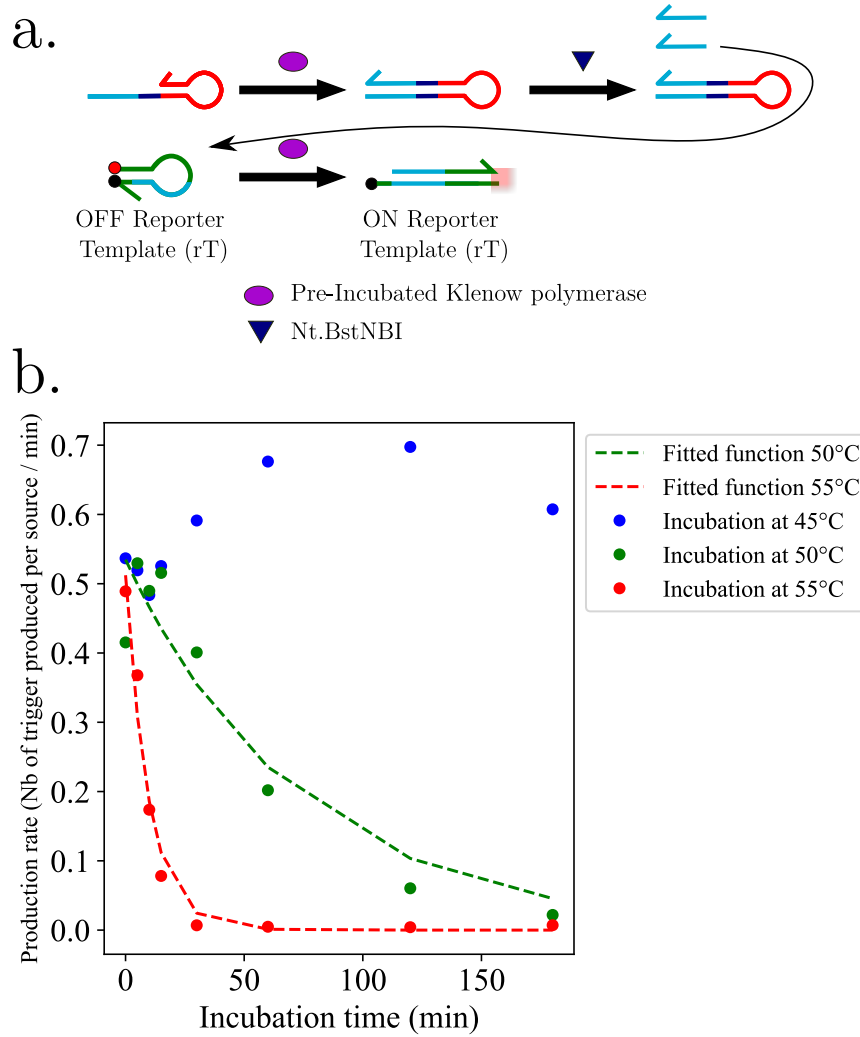 a.
OFF Reporter
Template (rT)
ON Reporter
Template (rT)
Pre-Incubated Klenow polymerase
Nt.BstNBI
b.
Production rate (Nb of trigger produced per source / min)
0.7
0.6
0.5
0.4
0.3
0.2
0.1
0.0
0
50
100
150
Incubation time (min)
Fitted function 50°C
Fitted function 55°C
Incubation at 45°C
Incubation at 50°C
Incubation at 55°C